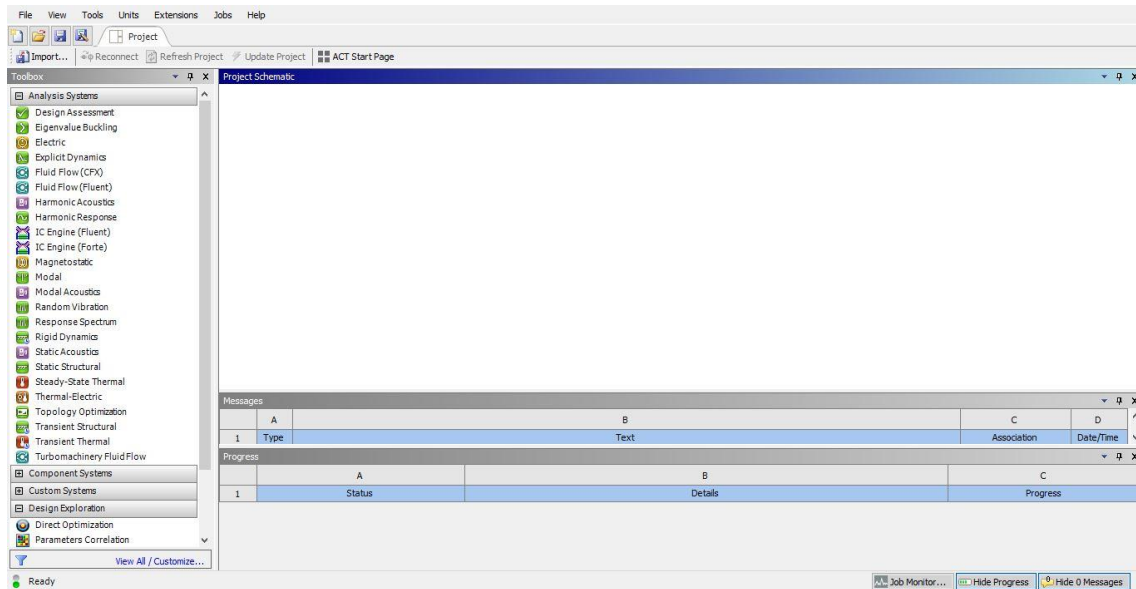 File View Tools Units Extensions Jobs Help
Project
Import... Reconnect Refresh Project Update Project ACT Start Page
Toolbox
Analysis Systems
Design Assessment
Eigenvalue Buckling
Electric
Explicit Dynamics
Fluid Flow (CFX)
Fluid Flow (Fluent)
Harmonic Acoustics
Harmonic Response
IC Engine (Fluent)
IC Engine (Forte)
Magnetostatic
Modal
Modal Acoustics
Random Vibration
Response Spectrum
Rigid Dynamics
Static Acoustics
Static Structural
Steady-State Thermal
Thermal-Electric
Topology Optimization
Transient Structural
Transient Thermal
Turbomachinery Fluid Flow
Component Systems
Custom Systems
Design Exploration
Direct Optimization
Parameters Correlation
View All / Customize...
Project Schematic
Messages
A B C D
1 Type Text Association Date/Time
Progress
A B C
1 Status Details Progress
Ready
Job Monitor... Hide Progress 0 Hide 0 Messages